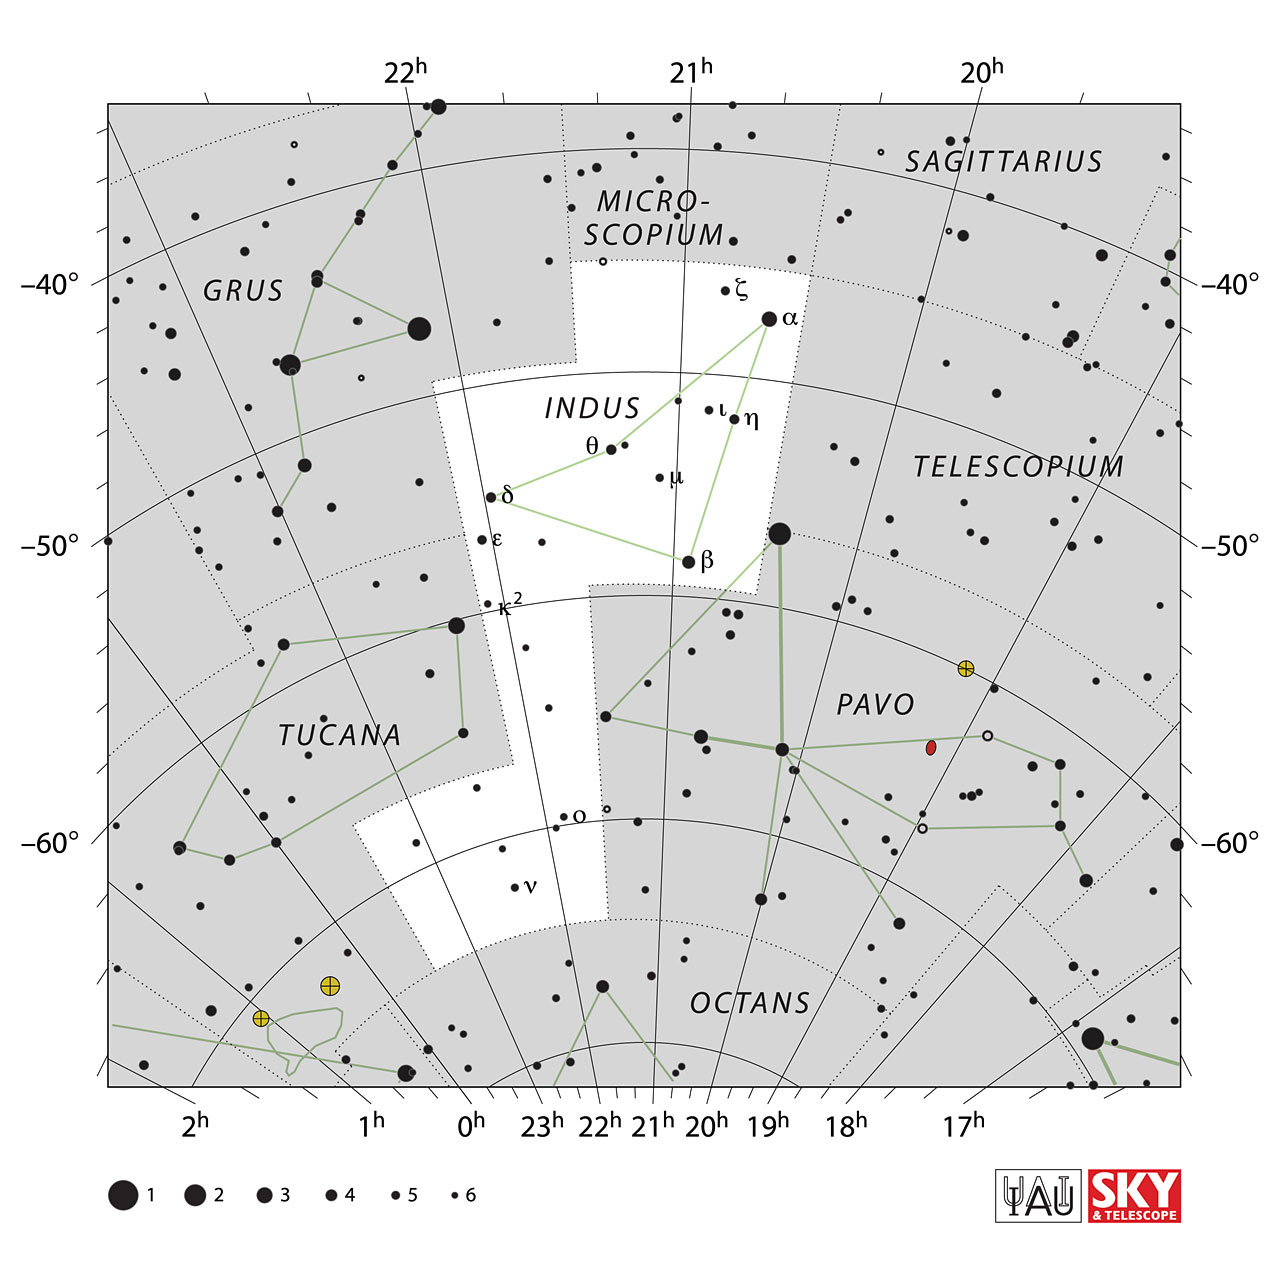 22h 21h 20h
SAGITTARIUS
MICRO-
SCOPIUM
–40° GRUS ζ –40°
α
INDUS ι η
θ
TELESCOPIUM
μ
δ
ε
–50° –50°
β
κ2
PAVO
TUCANA
ο
–60° –60°
ν
OCTANS
2h 1h 0h 23h 22h 21h 20h 19h 18h 17h
1 2 3 4 5 6
IAU SKY
& TELESCOPE